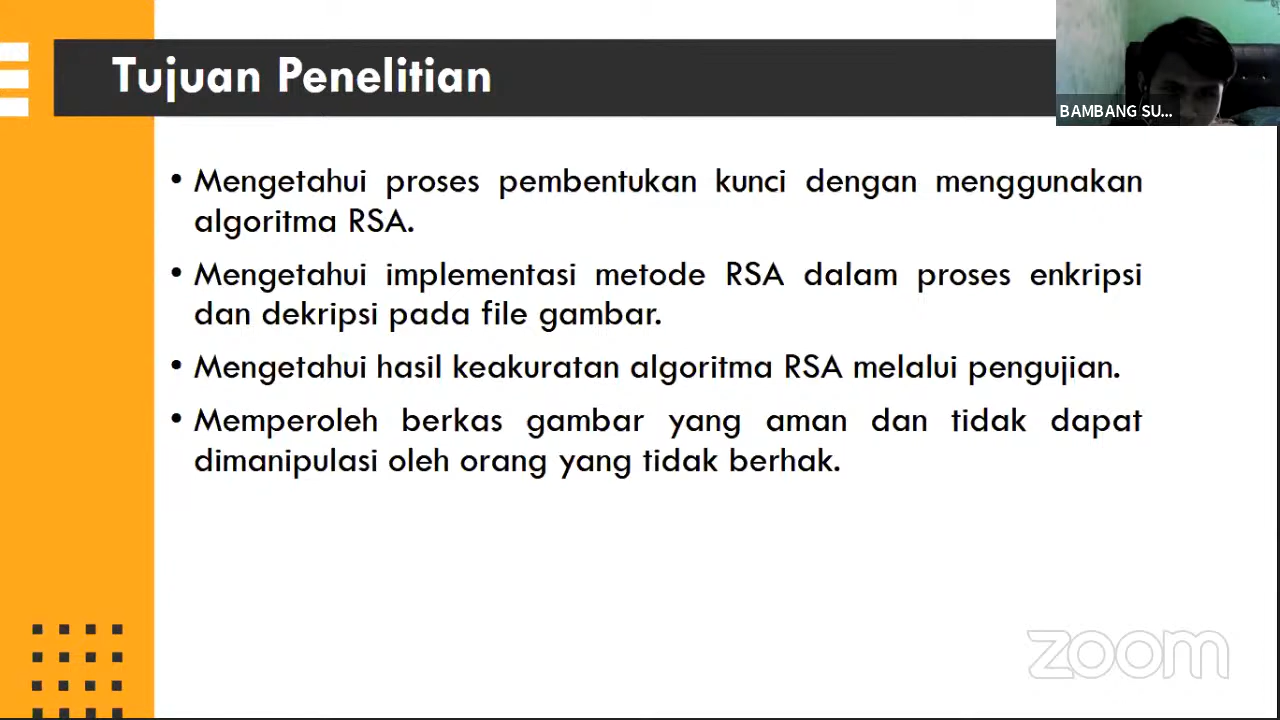 Tujuan Penelitian
BAMBANG SU...
• Mengetahui proses pembentukan kunci dengan menggunakan
algoritma RSA.
• Mengetahui implementasi metode RSA dalam proses enkripsi
dan dekripsi pada file gambar.
• Mengetahui hasil keakuratan algoritma RSA melalui pengujian.
• Memperoleh berkas gambar yang aman dan tidak dapat
dimanipulasi oleh orang yang tidak berhak.
zoom